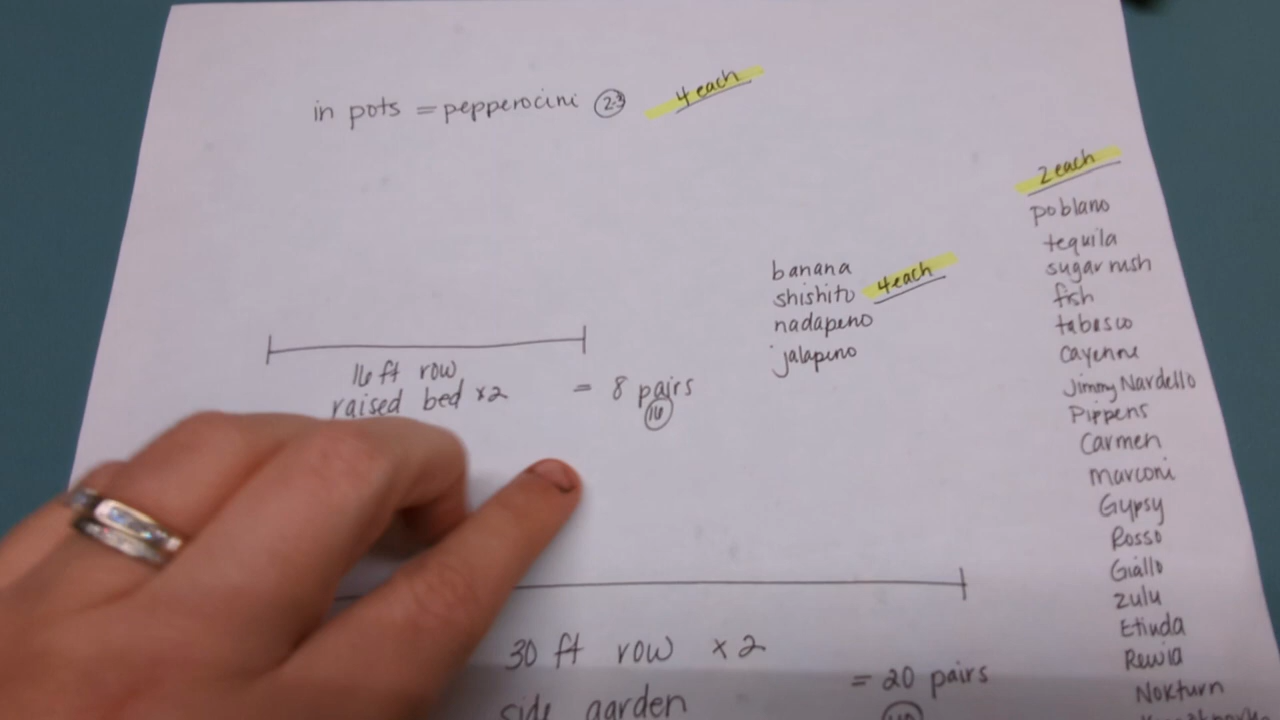 in pots = pepperocini 2-3 4 each
2 each
poblano
tequila
sugar rush
fish
tabasco
cayenne
Jimmy Nardello
Pippens
Carmen
marconi
Gypsy
Rosso
Giallo
zulu
Etiuda
Rewia
Nokturn
banana
shishito 4 each
nadapeno
jalapeno
16 ft row
raised bed x2 = 8 pairs
16
30 ft row x2
side garden = 20 pairs